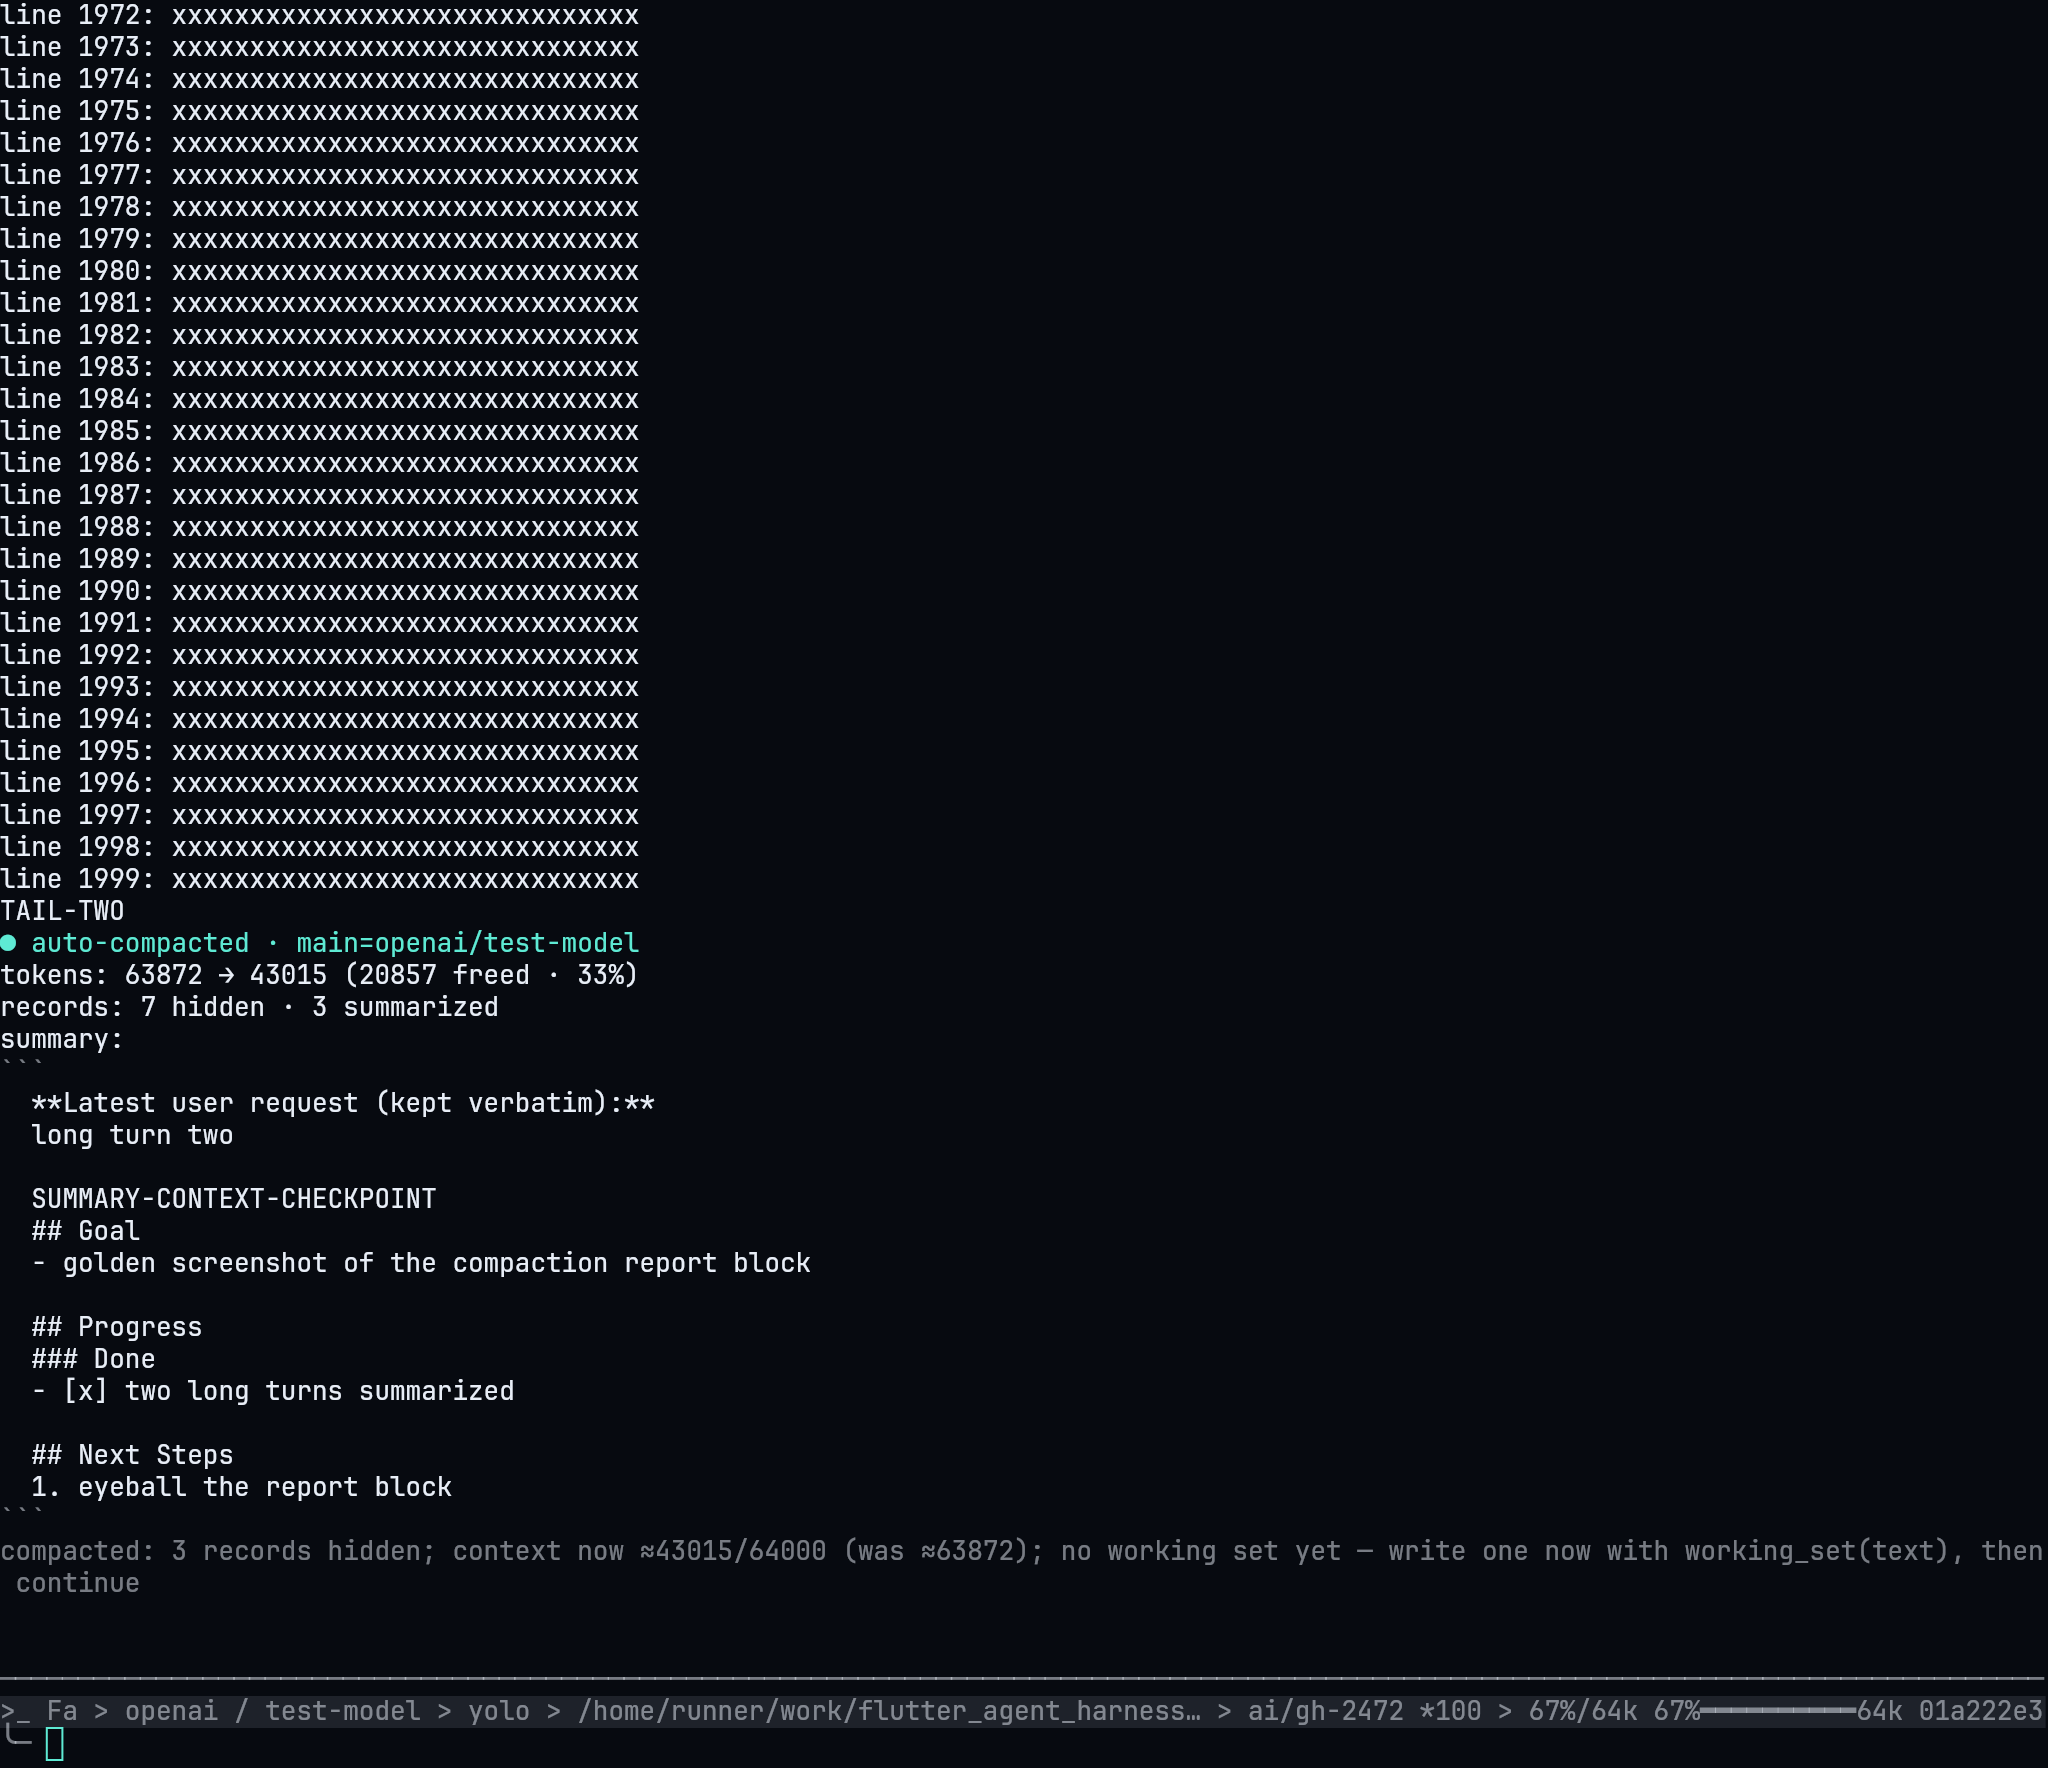 line 1972: xxxxxxxxxxxxxxxxxxxxxxxxxxxxxx
line 1973: xxxxxxxxxxxxxxxxxxxxxxxxxxxxxx
line 1974: xxxxxxxxxxxxxxxxxxxxxxxxxxxxxx
line 1975: xxxxxxxxxxxxxxxxxxxxxxxxxxxxxx
line 1976: xxxxxxxxxxxxxxxxxxxxxxxxxxxxxx
line 1977: xxxxxxxxxxxxxxxxxxxxxxxxxxxxxx
line 1978: xxxxxxxxxxxxxxxxxxxxxxxxxxxxxx
line 1979: xxxxxxxxxxxxxxxxxxxxxxxxxxxxxx
line 1980: xxxxxxxxxxxxxxxxxxxxxxxxxxxxxx
line 1981: xxxxxxxxxxxxxxxxxxxxxxxxxxxxxx
line 1982: xxxxxxxxxxxxxxxxxxxxxxxxxxxxxx
line 1983: xxxxxxxxxxxxxxxxxxxxxxxxxxxxxx
line 1984: xxxxxxxxxxxxxxxxxxxxxxxxxxxxxx
line 1985: xxxxxxxxxxxxxxxxxxxxxxxxxxxxxx
line 1986: xxxxxxxxxxxxxxxxxxxxxxxxxxxxxx
line 1987: xxxxxxxxxxxxxxxxxxxxxxxxxxxxxx
line 1988: xxxxxxxxxxxxxxxxxxxxxxxxxxxxxx
line 1989: xxxxxxxxxxxxxxxxxxxxxxxxxxxxxx
line 1990: xxxxxxxxxxxxxxxxxxxxxxxxxxxxxx
line 1991: xxxxxxxxxxxxxxxxxxxxxxxxxxxxxx
line 1992: xxxxxxxxxxxxxxxxxxxxxxxxxxxxxx
line 1993: xxxxxxxxxxxxxxxxxxxxxxxxxxxxxx
line 1994: xxxxxxxxxxxxxxxxxxxxxxxxxxxxxx
line 1995: xxxxxxxxxxxxxxxxxxxxxxxxxxxxxx
line 1996: xxxxxxxxxxxxxxxxxxxxxxxxxxxxxx
line 1997: xxxxxxxxxxxxxxxxxxxxxxxxxxxxxx
line 1998: xxxxxxxxxxxxxxxxxxxxxxxxxxxxxx
line 1999: xxxxxxxxxxxxxxxxxxxxxxxxxxxxxx
TAIL-TWO
● auto-compacted · main=openai/test-model
tokens: 63872 → 43015 (20857 freed · 33%)
records: 7 hidden · 3 summarized
summary:
```
**Latest user request (kept verbatim):**
long turn two
SUMMARY-CONTEXT-CHECKPOINT
## Goal
- golden screenshot of the compaction report block
## Progress
### Done
- [x] two long turns summarized
## Next Steps
1. eyeball the report block
```
compacted: 3 records hidden; context now ≈43015/64000 (was ≈63872); no working set yet — write one now with working_set(text), then
continue
>_ Fa > openai / test-model > yolo > /home/runner/work/flutter_agent_harness… > ai/gh-2472 *100 > 67%/64k 67%━━━━━━━━━━64k 01a222e3